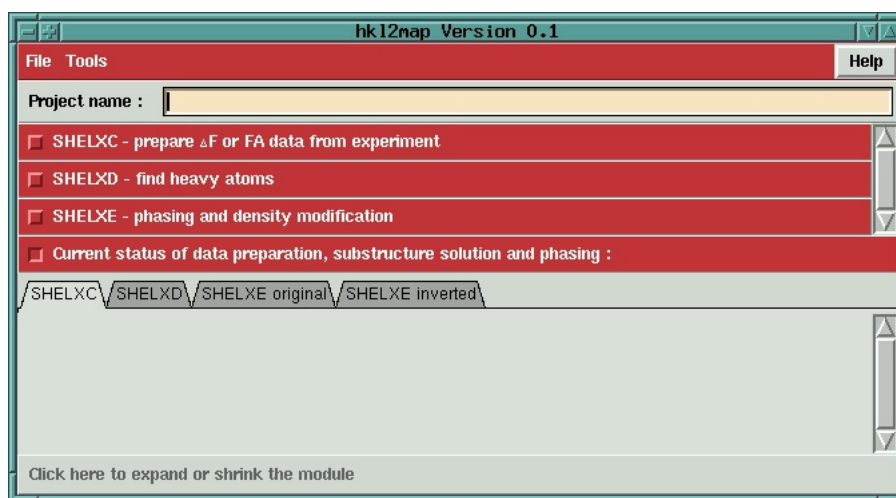 hkl2map Version 0.1
File Tools Help
Project name :
SHELXC - prepare ΔF or FA data from experiment
SHELXD - find heavy atoms
SHELXE - phasing and density modification
Current status of data preparation, substructure solution and phasing :
SHELXC SHELXD SHELXE original SHELXE inverted
Click here to expand or shrink the module